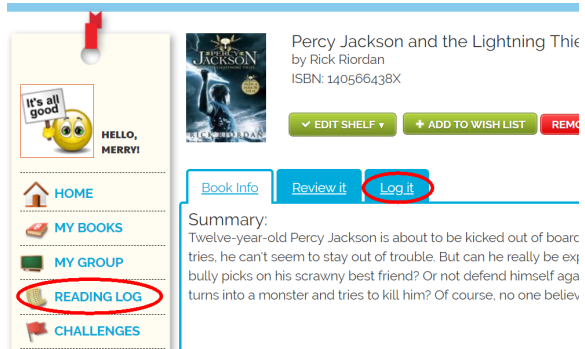 It's all
good
HELLO,
MERRY!
HOME
MY BOOKS
MY GROUP
READING LOG
CHALLENGES
PERCY
JACKSON
RICK RIORDAN
Percy Jackson and the Lightning Thie
by Rick Riordan
ISBN: 140566438X
EDIT SHELF
+ ADD TO WISH LIST
REMO
Book Info
Review it
Log it
Summary:
Twelve-year-old Percy Jackson is about to be kicked out of board
tries, he can't seem to stay out of trouble. But can he really be exp
bully picks on his scrawny best friend? Or not defend himself aga
turns into a monster and tries to kill him? Of course, no one believ